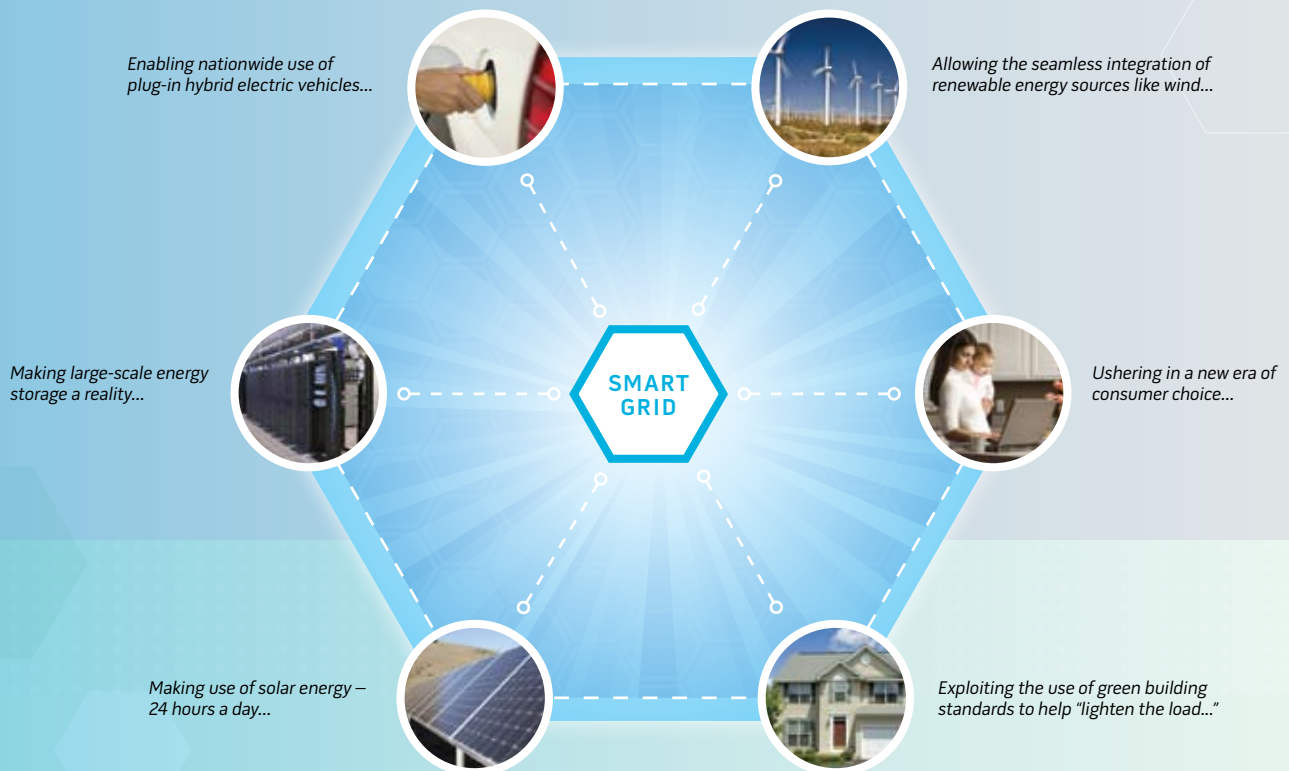 Enabling nationwide use of
plug-in hybrid electric vehicles...
Allowing the seamless integration of
renewable energy sources like wind...
Making large-scale energy
storage a reality...
SMART
GRID
Ushering in a new era of
consumer choice...
Making use of solar energy –
24 hours a day...
Exploiting the use of green building
standards to help “lighten the load...”